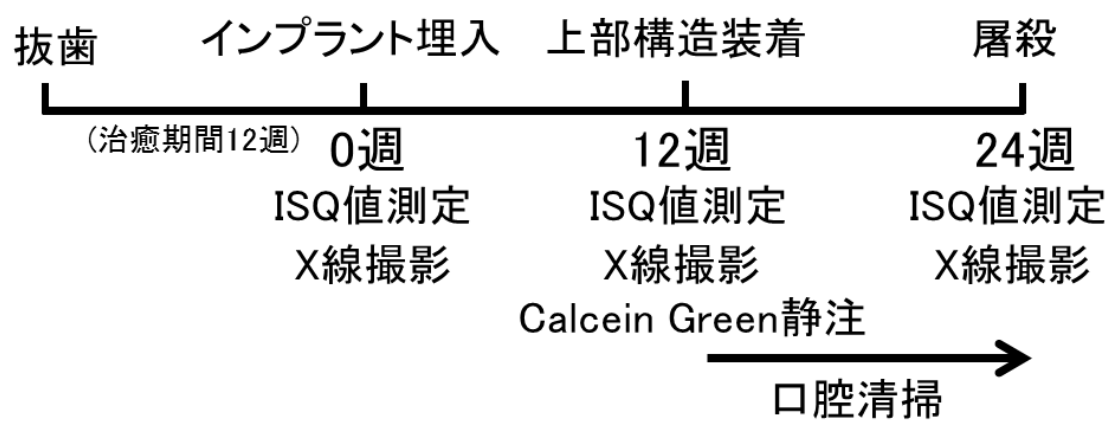 抜歯 インプラント埋入 上部構造装着 屠殺
(治癒期間12週) 0週 12週 24週
ISQ値測定 ISQ値測定 ISQ値測定
X線撮影 X線撮影 X線撮影
Calcein Green静注
口腔清掃